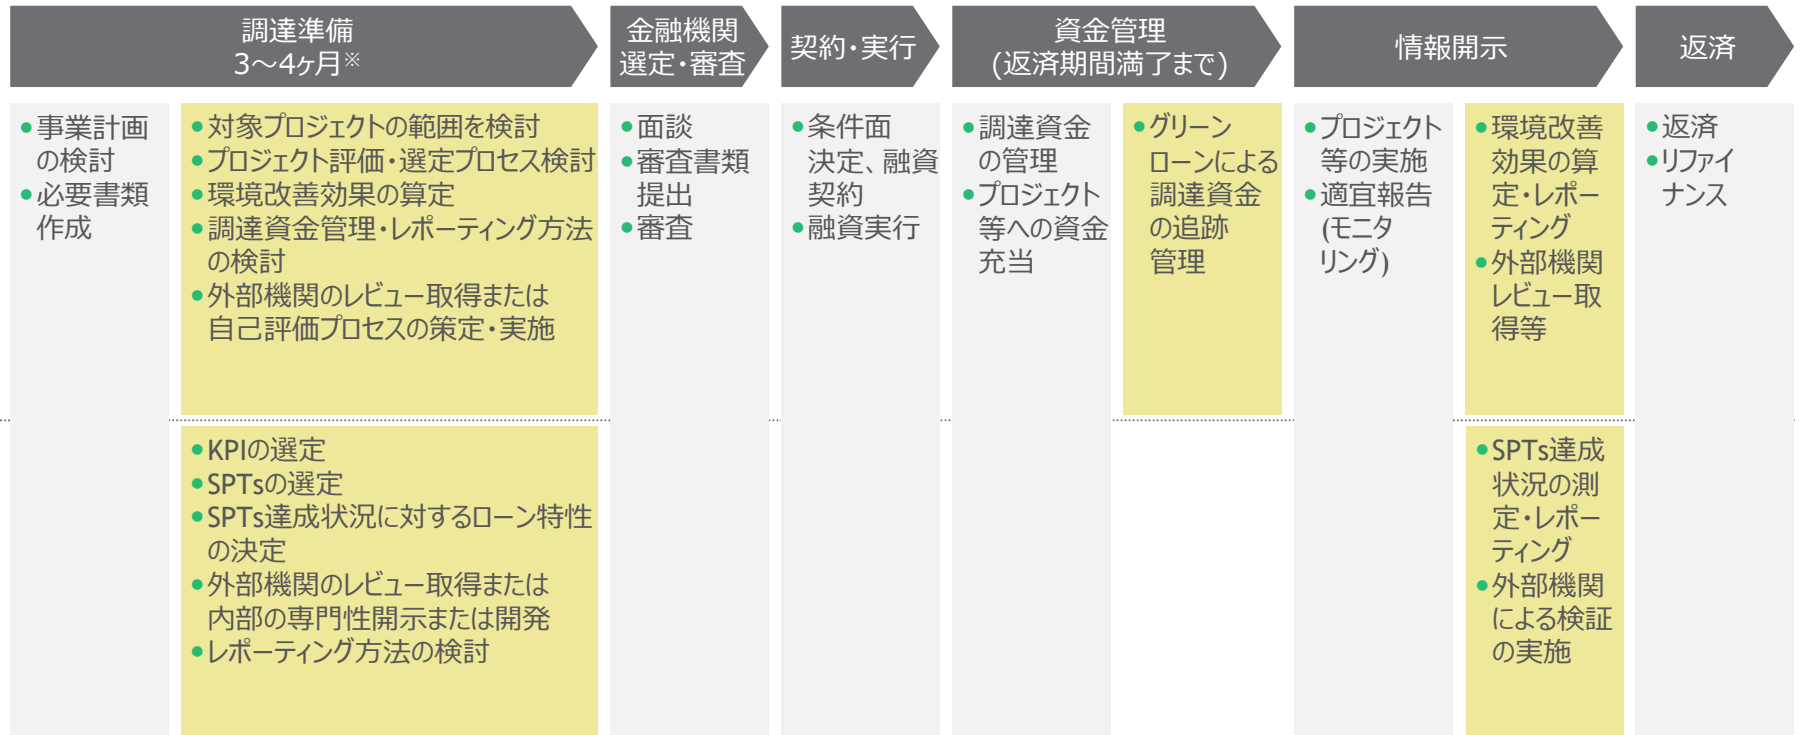 調達準備
3～4ヶ月※
金融機関
選定・審査
契約・実行
資金管理
(返済期間満了まで)
情報開示
返済
●事業計画
の検討
●必要書類
作成
●対象プロジェクトの範囲を検討
●プロジェクト評価・選定プロセス検討
●環境改善効果の算定
●調達資金管理・レポーティング方法
の検討
●外部機関のレビュー取得または
自己評価プロセスの策定・実施
●面談
●審査書類
提出
●審査
●条件面
決定、融資
契約
●融資実行
●調達資金
の管理
●プロジェクト
等への資金
充当
●グリーン
ローンによる
調達資金
の追跡
管理
●プロジェクト
等の実施
●適宜報告
(モニタ
リング)
●環境改善
効果の算
定・レポー
ティング
●外部機関
レビュー取
得等
●返済
●リファイ
ナンス
●KPIの選定
●SPTsの選定
●SPTs達成状況に対するローン特性
の決定
●外部機関のレビュー取得または
内部の専門性開示または開発
●レポーティング方法の検討
●SPTs達成
状況の測
定・レポー
ティング
●外部機関
による検証
の実施